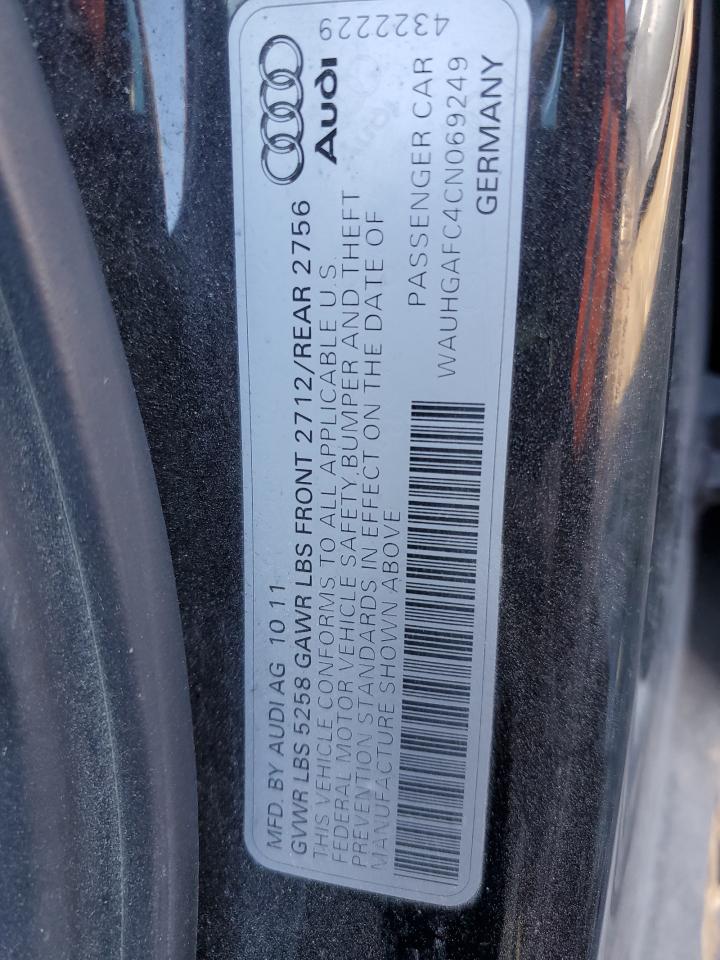 MFD. BY AUDI AG 10 11
GVWR LBS 5258 GAWR LBS FRONT 2712/REAR 2756
THIS VEHICLE CONFORMS TO ALL APPLICABLE U.S.
FEDERAL MOTOR VEHICLE SAFETY,BUMPER AND THEFT
PREVENTION STANDARDS IN EFFECT ON THE DATE OF
MANUFACTURE SHOWN ABOVE
Audi
4322229
PASSENGER CAR
WAUHGAFC4CN069249
GERMANY